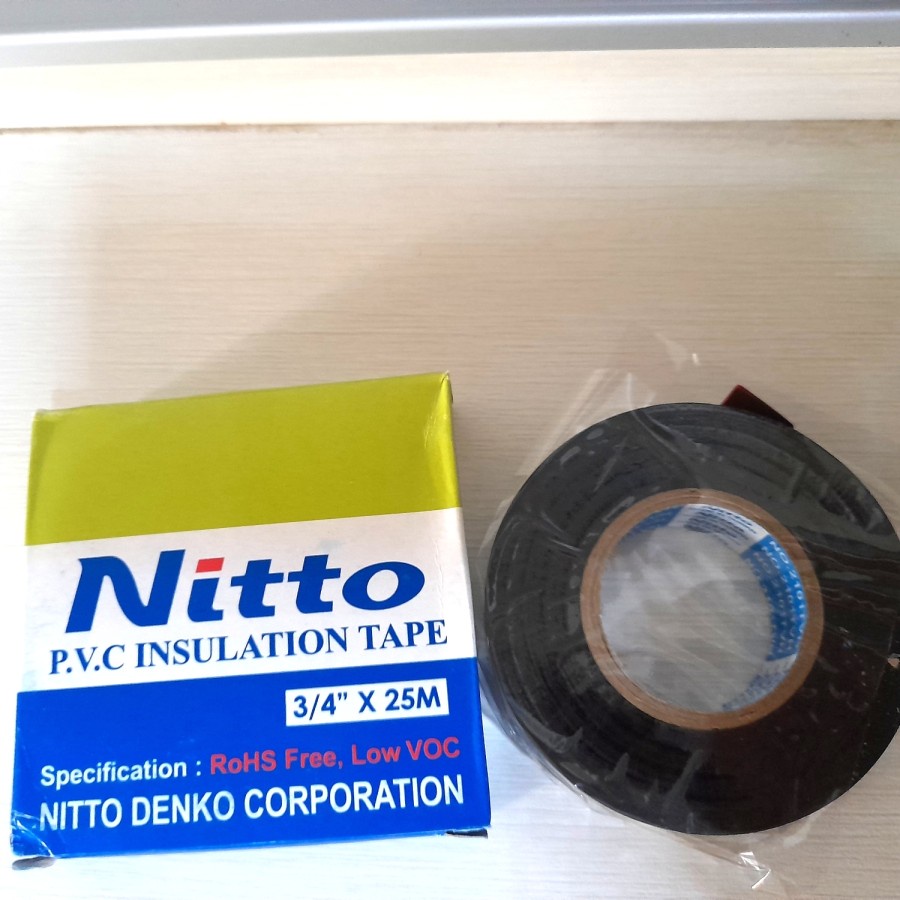 Nitto
P.V.C INSULATION TAPE
3/4” X 25M
Specification : RoHS Free, Low VOC
NITTO DENKO CORPORATION